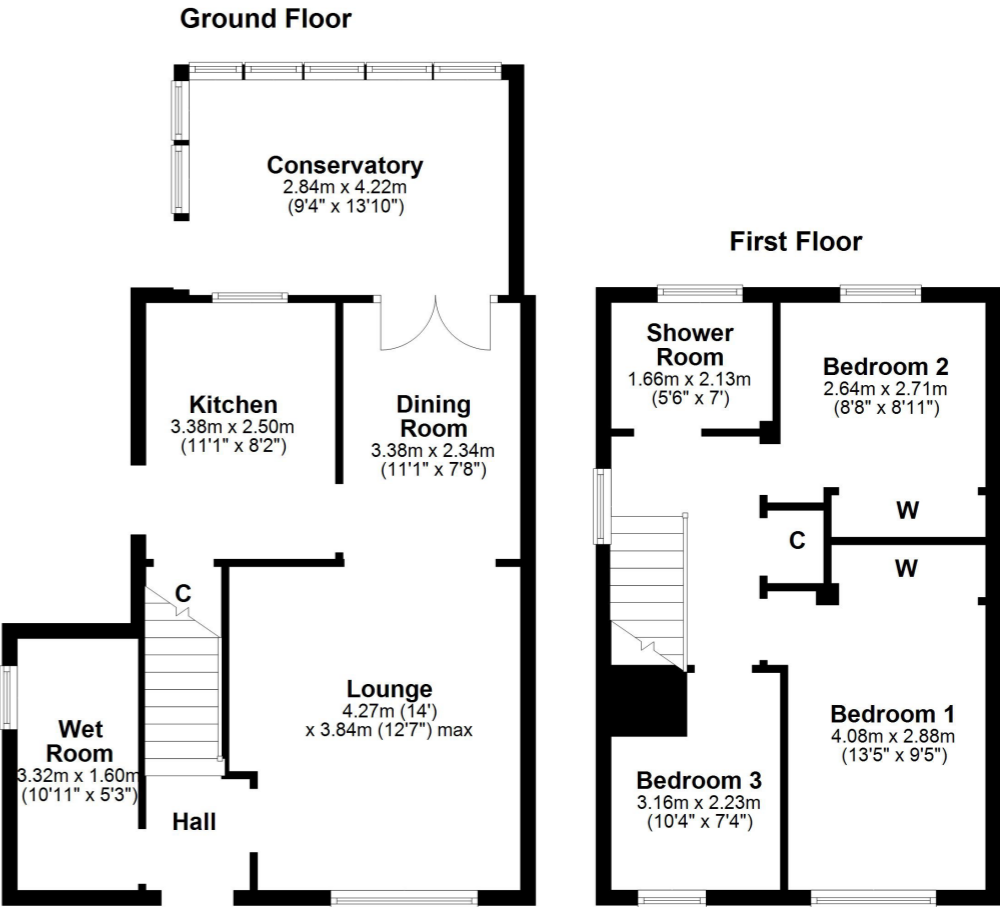 Ground Floor
Conservatory
2.84m x 4.22m
(9'4" x 13'10")
Kitchen
3.38m x 2.50m
(11'1" x 8'2")
Dining
Room
3.38m x 2.34m
(11'1" x 7'8")
C
Lounge
4.27m (14')
x 3.84m (12'7") max
Wet
Room
3.32m x 1.60m
(10'11" x 5'3")
Hall
First Floor
Shower
Room
1.66m x 2.13m
(5'6" x 7')
Bedroom 2
2.64m x 2.71m
(8'8" x 8'11")
W
C
W
Bedroom 1
4.08m x 2.88m
(13'5" x 9'5")
Bedroom 3
3.16m x 2.23m
(10'4" x 7'4")